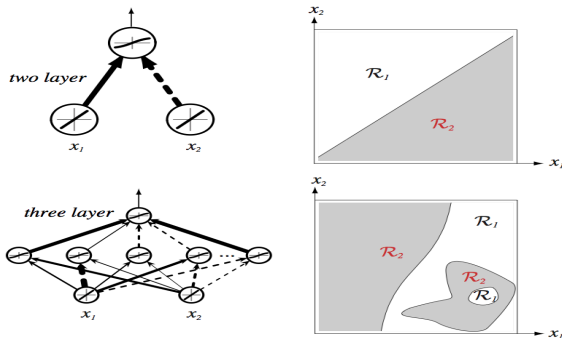 two layer
x1
x2
x2
R1
R2
x1
three layer
...
x1
x2
x2
R2
R1
R2
R1
x1